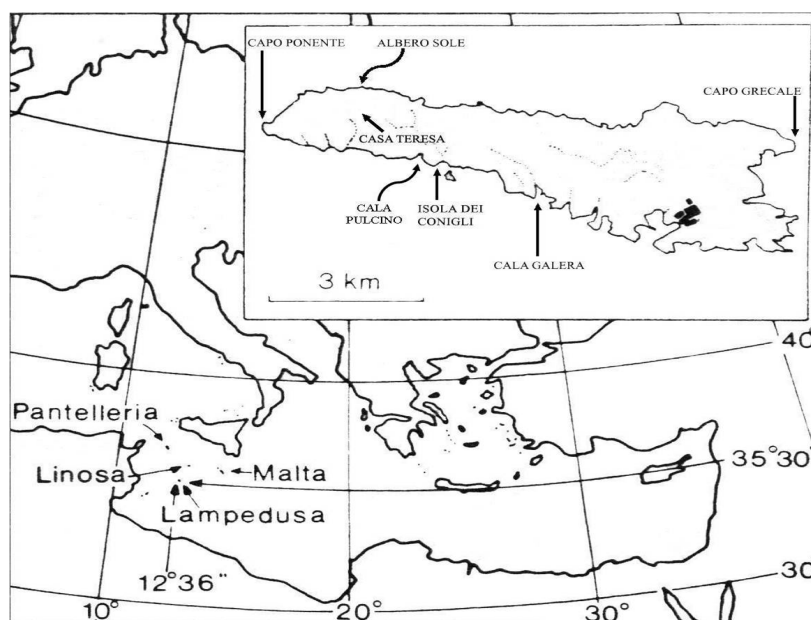 CAPO PONENTE
ALBERO SOLE
CAPO GRECALE
CASA TERESA
CALA
PULCINO
ISOLA DEI
CONIGLI
CALA GALERA
3 km
40
Pantelleria
Linosa
Malta
35°30'
Lampedusa
12°36"
30
10°
20°
30°